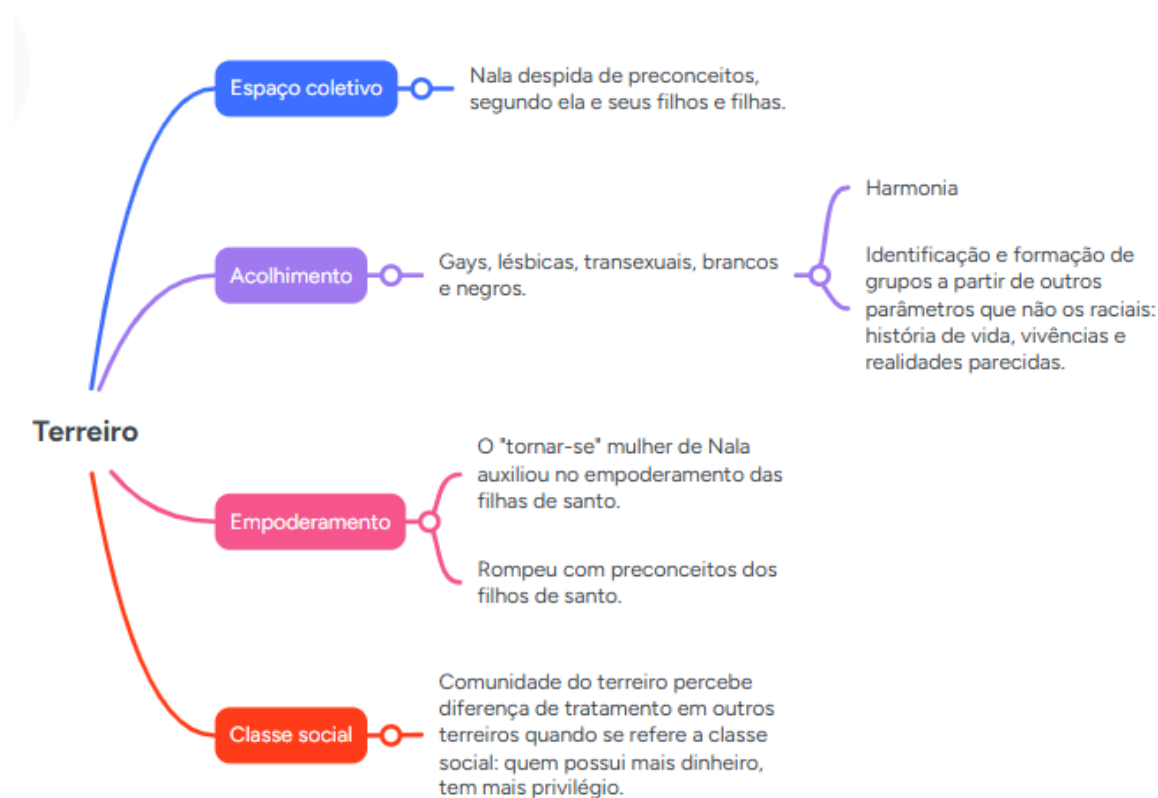 Espaço coletivo
Nala despida de preconceitos,
segundo ela e seus filhos e filhas.
Acolhimento
Gays, lésbicas, transexuais, brancos
e negros.
Harmonia
Identificação e formação de
grupos a partir de outros
parâmetros que não os raciais:
história de vida, vivências e
realidades parecidas.
Terreiro
Empoderamento
O "tornar-se" mulher de Nala
auxiliou no empoderamento das
filhas de santo.
Rompeu com preconceitos dos
filhos de santo.
Classe social
Comunidade do terreiro percebe
diferença de tratamento em outros
terreiros quando se refere a classe
social: quem possui mais dinheiro,
tem mais privilégio.